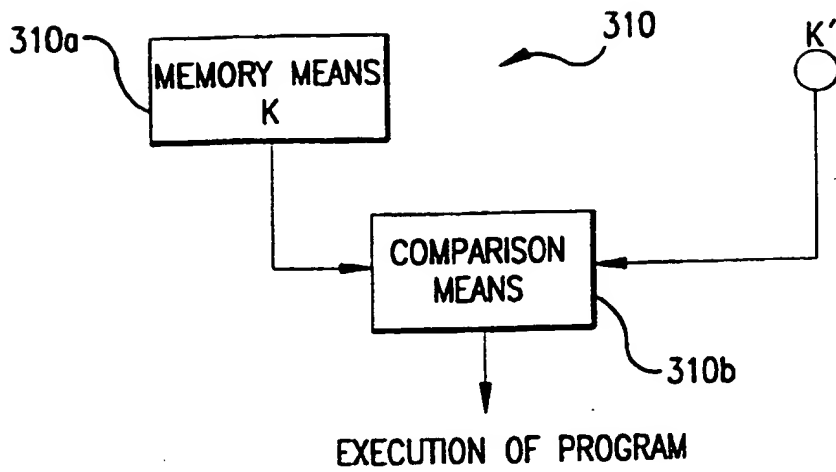 310a
MEMORY MEANS
K
310
K'
COMPARISON
MEANS
310b
EXECUTION OF PROGRAM